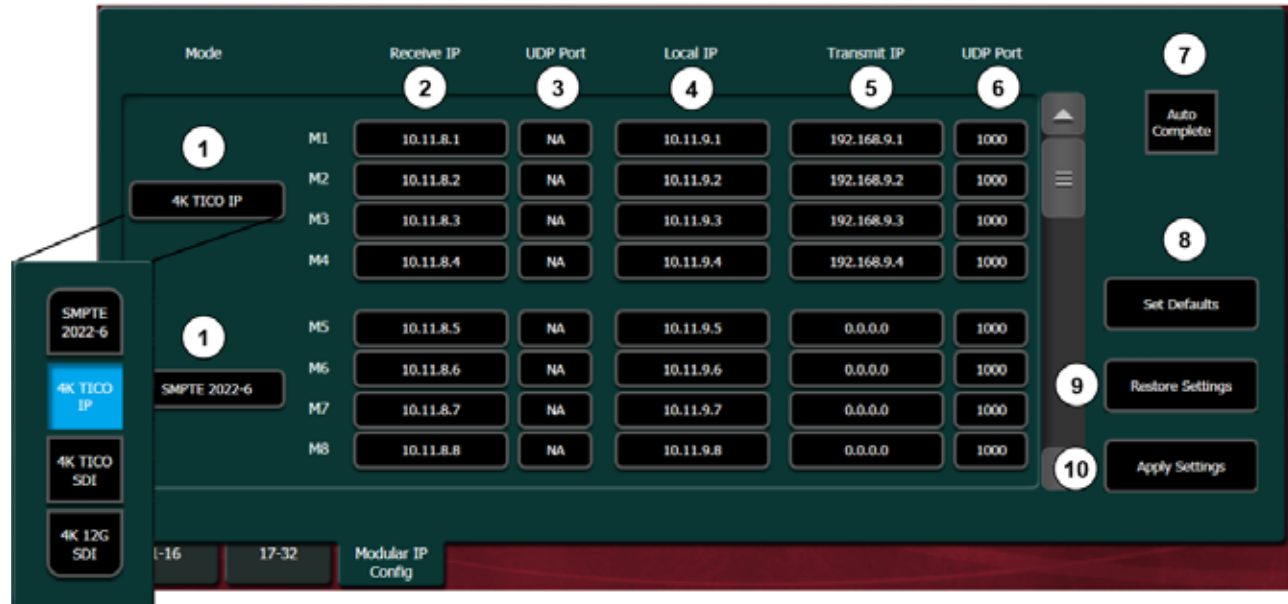 Mode Receive IP UDP Port Local IP Transmit IP UDP Port 7
2 3 4 5 6
Auto
Complete
1
M1 10.11.8.1 NA 10.11.9.1 192.168.9.1 1000
M2 10.11.8.2 NA 10.11.9.2 192.168.9.2 1000
4K TICO IP
M3 10.11.8.3 NA 10.11.9.3 192.168.9.3 1000
M4 10.11.8.4 NA 10.11.9.4 192.168.9.4 1000
8
Set Defaults
SMPTE
2022-6
1
M5 10.11.8.5 NA 10.11.9.5 0.0.0.0 1000
M6 10.11.8.6 NA 10.11.9.6 0.0.0.0 1000
4K TICO
IP
SMPTE 2022-6
9 Restore Settings
M7 10.11.8.7 NA 10.11.9.7 0.0.0.0 1000
M8 10.11.8.8 NA 10.11.9.8 0.0.0.0 1000
4K TICO
SDI
10 Apply Settings
4K 12G
SDI
1-16 17-32 Modular IP
Config